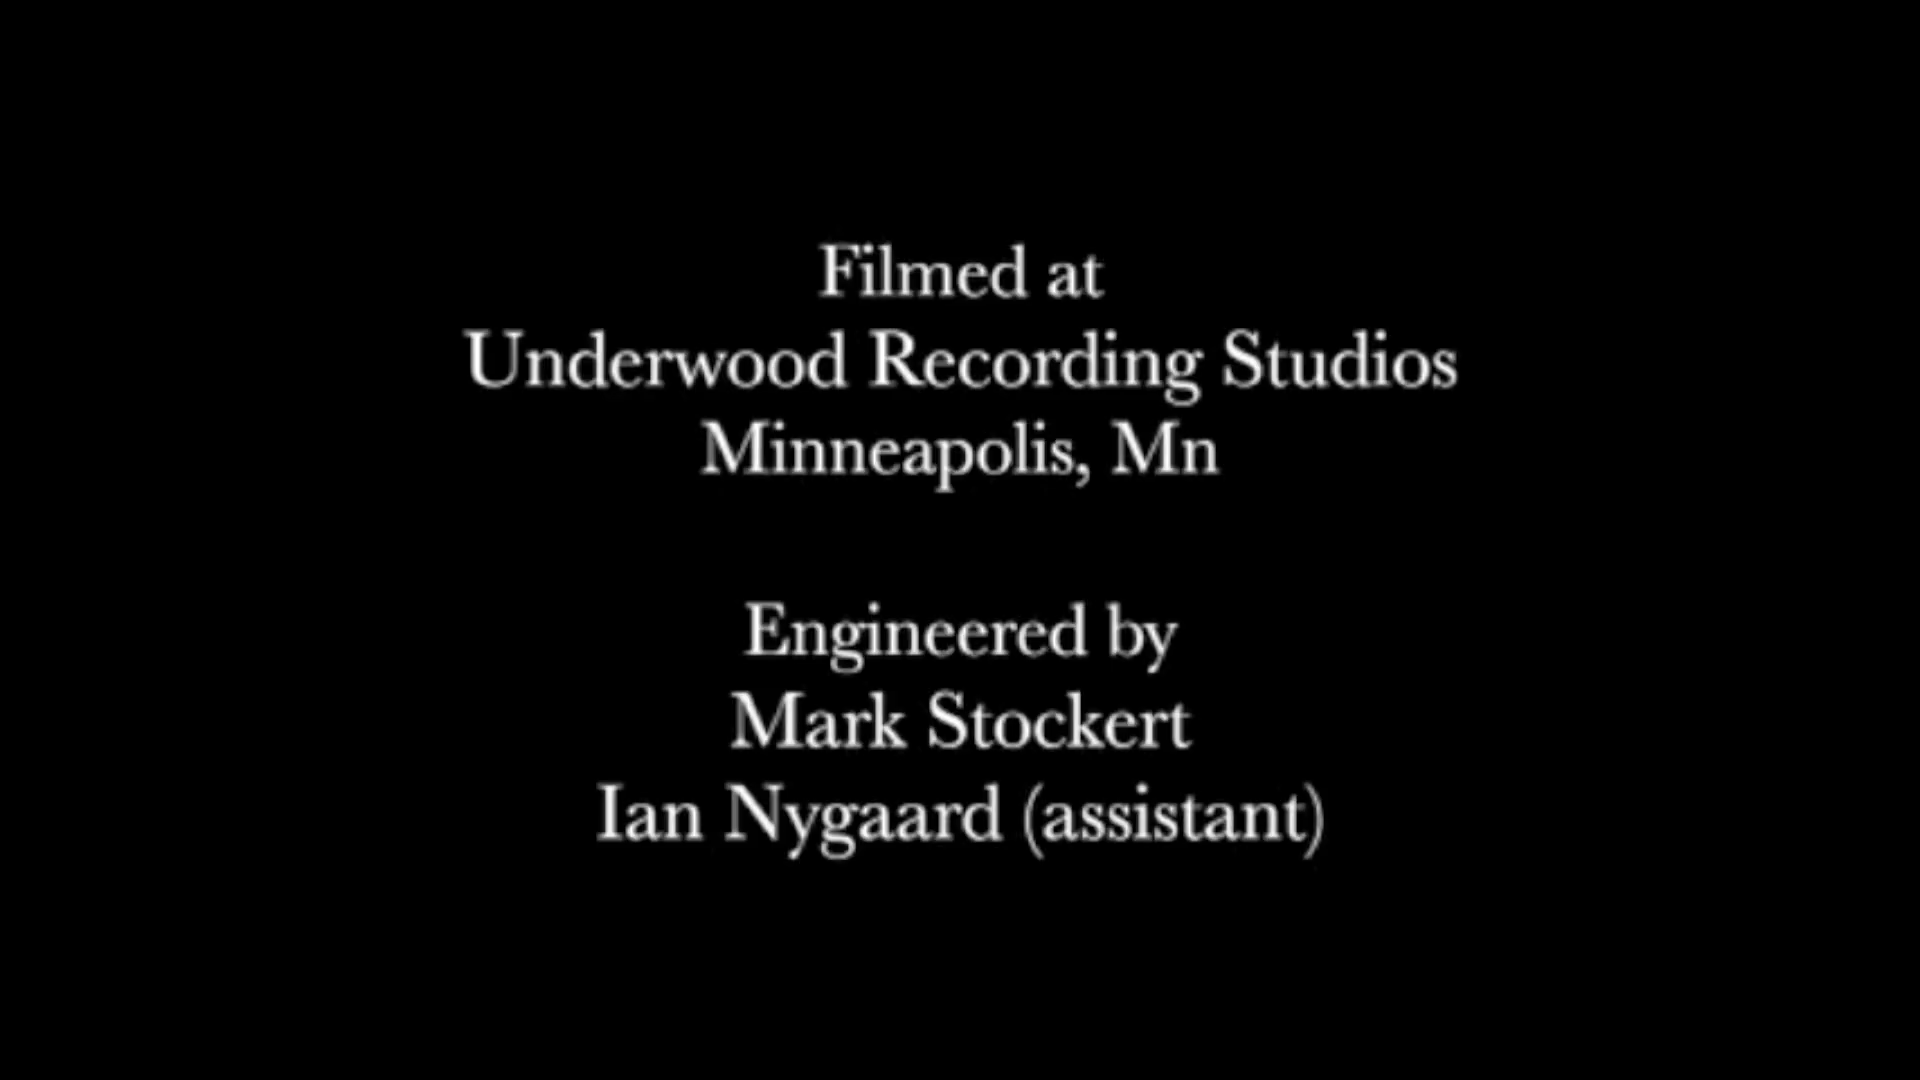 Filmed at
Underwood Recording Studios
Minneapolis, Mn
Engineered by
Mark Stockert
Ian Nygaard (assistant)